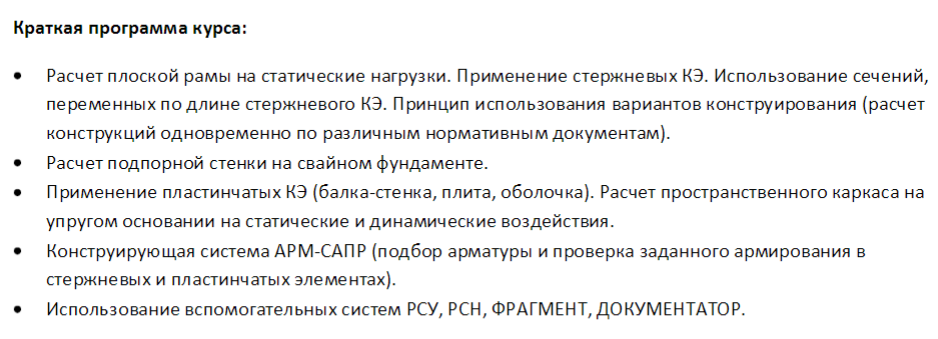 Краткая программа курса:
• Расчет плоской рамы на статические нагрузки. Применение стержневых КЭ. Использование сечений,
переменных по длине стержневого КЭ. Принцип использования вариантов конструирования (расчет
конструкций одновременно по различным нормативным документам).
• Расчет подпорной стенки на свайном фундаменте.
• Применение пластинчатых КЭ (балка-стенка, плита, оболочка). Расчет пространственного каркаса на
упругом основании на статические и динамические воздействия.
• Конструирующая система АРМ-САПР (подбор арматуры и проверка заданного армирования в
стержневых и пластинчатых элементах).
• Использование вспомогательных систем РСУ, РСН, ФРАГМЕНТ, ДОКУМЕНТАТОР.